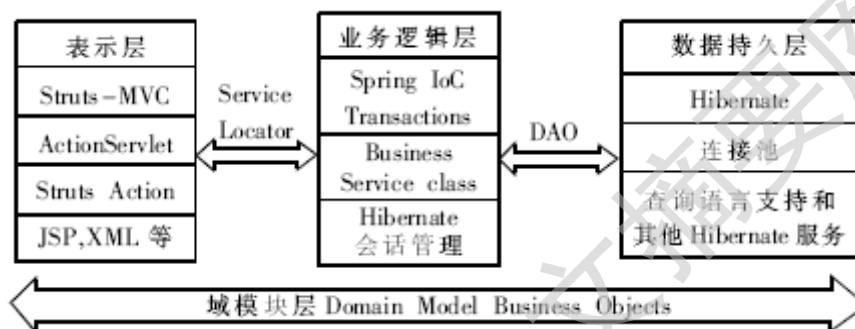 表示层
Struts-MVC
ActionServlet
Struts Action
JSP,XML 等
Service
Locator
业务逻辑层
Spring IoC
Transactions
Business
Service class
Hibernate
会话管理
DAO
数据持久层
Hibernate
连接池
查询语言支持和
其他 Hibernate 服务
域模块层 Domain Model Business Objects
文摘要